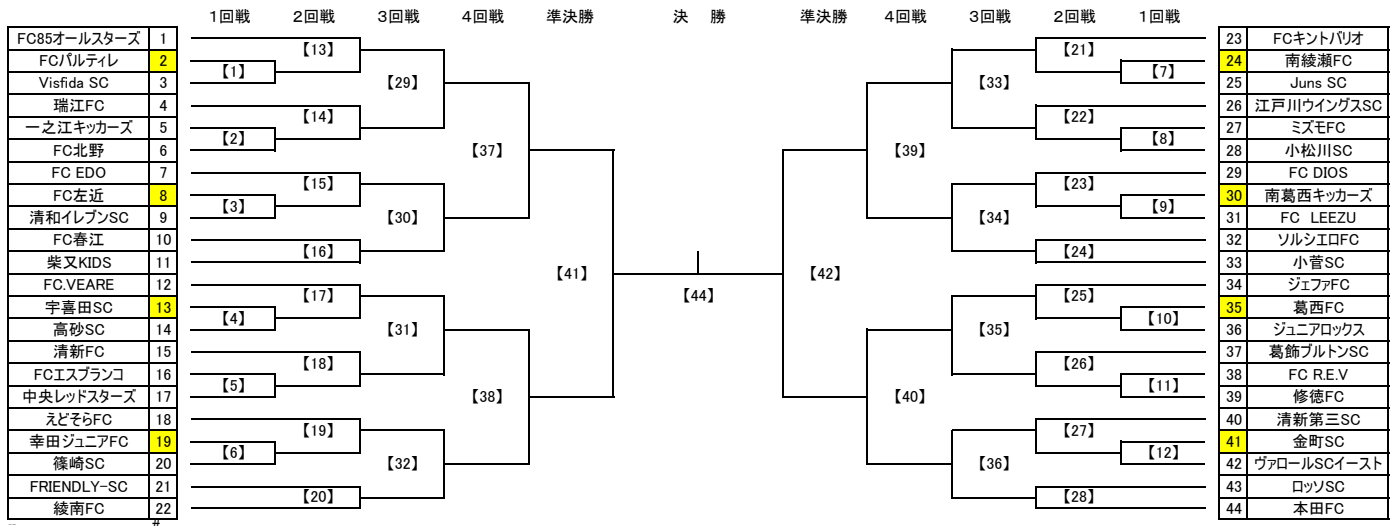 1回戦 2回戦 3回戦 4回戦 準決勝 決　勝 準決勝 4回戦 3回戦 2回戦 1回戦
FC85オールスターズ 1
FCパルティレ 2
Visfida SC 3
瑞江FC 4
一之江キッカーズ 5
FC北野 6
FC EDO 7
FC左近 8
清和イレブンSC 9
FC春江 10
柴又KIDS 11
FC.VEARE 12
宇喜田SC 13
高砂SC 14
清新FC 15
FCエスブランコ 16
中央レッドスターズ 17
えどそらFC 18
幸田ジュニアFC 19
篠崎SC 20
FRIENDLY-SC 21
綾南FC 22
#
【1】
【2】
【3】
【4】
【5】
【6】
【13】
【14】
【15】
【16】
【17】
【18】
【19】
【20】
【29】
【30】
【31】
【32】
【37】
【38】
【41】
【44】
【42】
【39】
【40】
【33】
【34】
【35】
【36】
【21】
【22】
【23】
【24】
【25】
【26】
【27】
【28】
【7】
【8】
【9】
【10】
【11】
【12】
23 FCキントバリオ
24 南綾瀬FC
25 Juns SC
26 江戸川ウイングスSC
27 ミズモFC
28 小松川SC
29 FC DIOS
30 南葛西キッカーズ
31 FC　LEEZU
32 ソルシエロFC
33 小菅SC
34 ジェファFC
35 葛西FC
36 ジュニアロックス
37 葛飾ブルトンSC
38 FC R.E.V
39 修徳FC
40 清新第三SC
41 金町SC
42 ヴァロールSCイースト
43 ロッソSC
44 本田FC